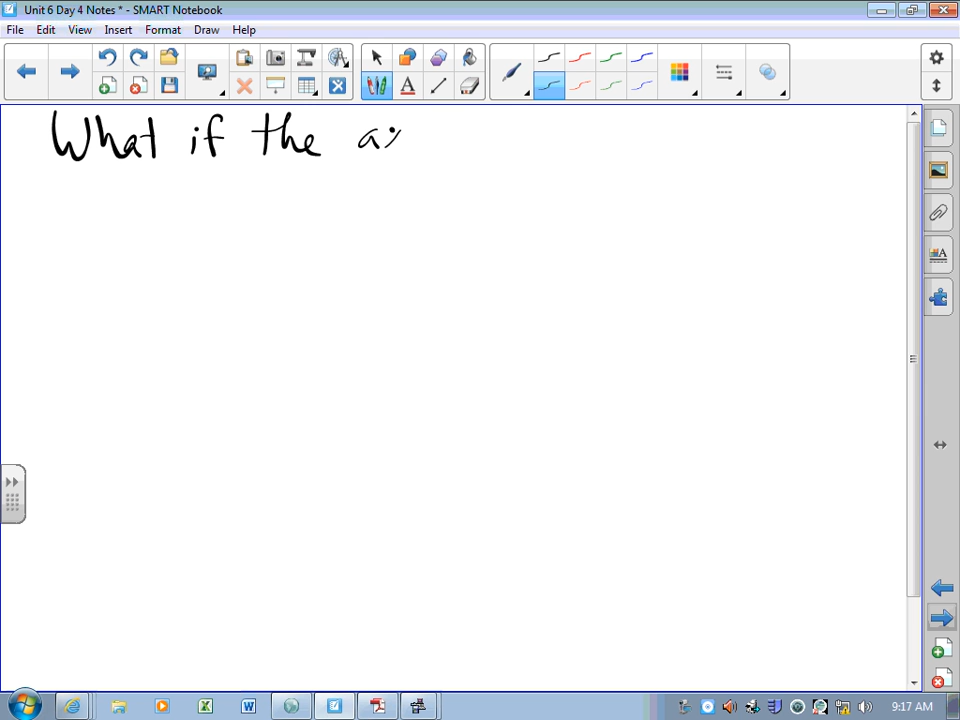 Unit 6 Day 4 Notes * - SMART Notebook
File Edit View Insert Format Draw Help
What if the ax
9:17 AM